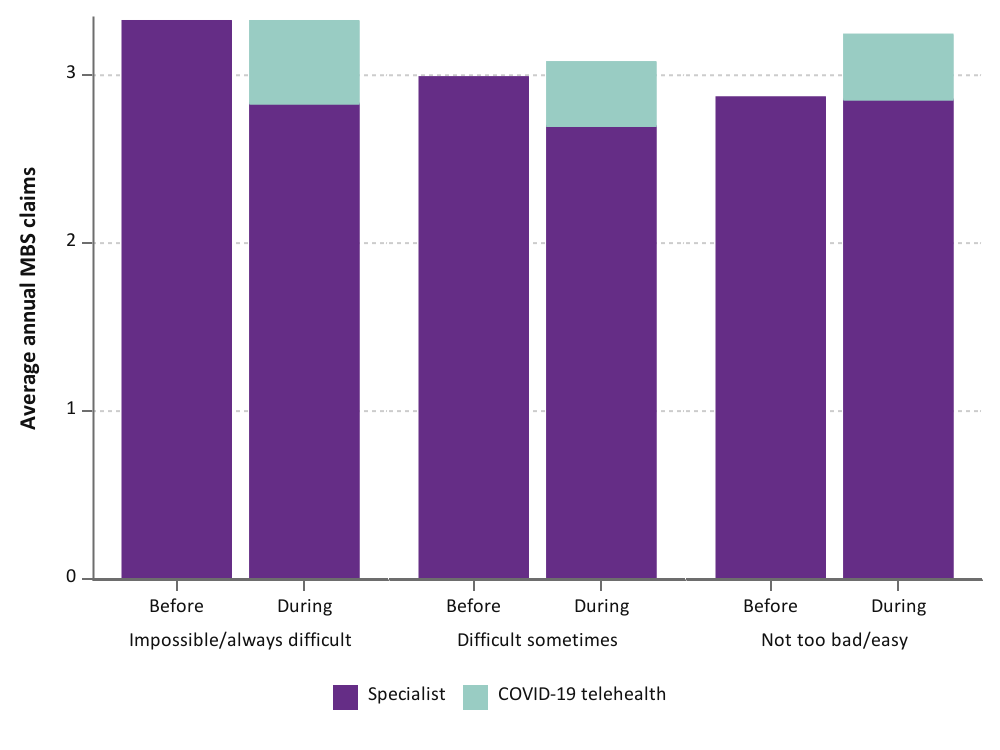 Average annual MBS claims
3
2
1
0
Before During Before During Before During
Impossible/always difficult Difficult sometimes Not too bad/easy
Specialist COVID-19 telehealth